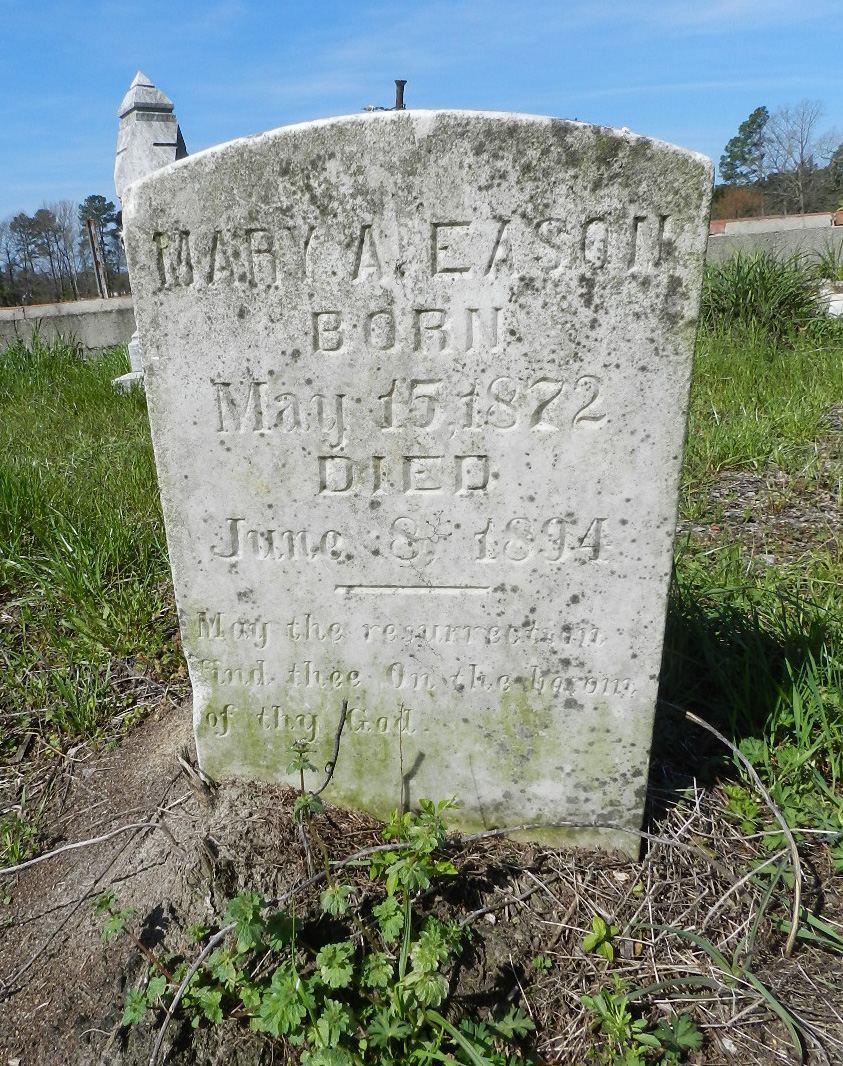 MARY A. EASON
BORN
May 15, 1872
DIED
June 8, 1894
May the resurrection
find thee On the bosom,
of thy God.